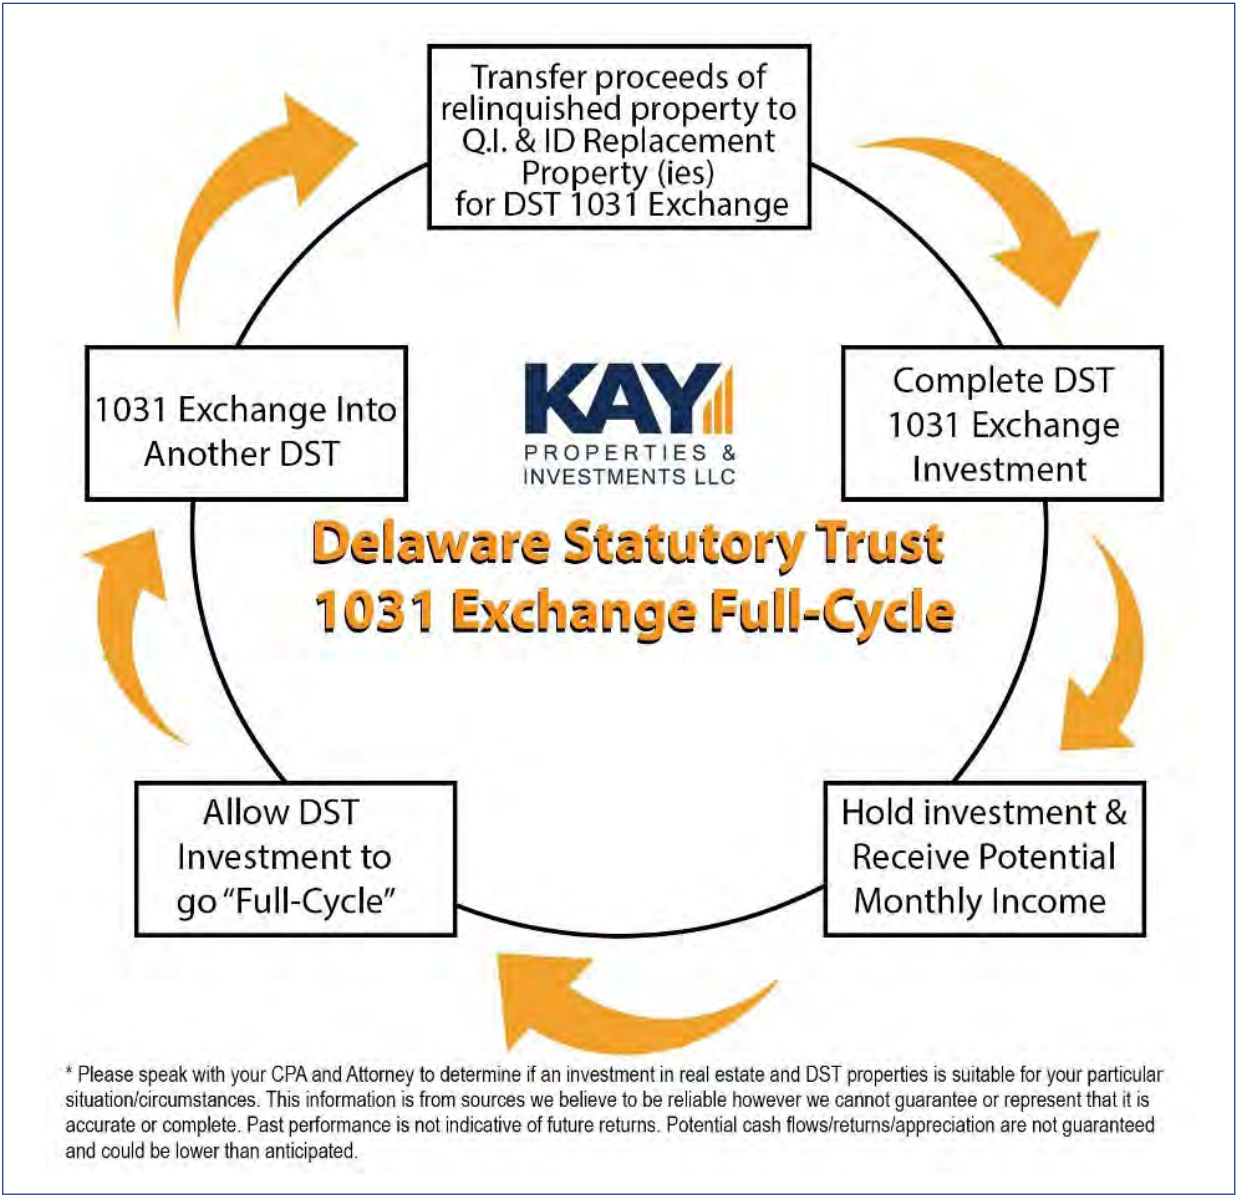 Transfer proceeds of
relinquished property to
Q.I. & ID Replacement
Property (ies)
for DST 1031 Exchange
1031 Exchange Into
Another DST
KAY
PROPERTIES &
INVESTMENTS LLC
Complete DST
1031 Exchange
Investment
Delaware Statutory Trust
1031 Exchange Full-Cycle
Allow DST
Investment to
go “Full-Cycle”
Hold investment &
Receive Potential
Monthly Income
* Please speak with your CPA and Attorney to determine if an investment in real estate and DST properties is suitable for your particular
situation/circumstances. This information is from sources we believe to be reliable however we cannot guarantee or represent that it is
accurate or complete. Past performance is not indicative of future returns. Potential cash flows/returns/appreciation are not guaranteed
and could be lower than anticipated.